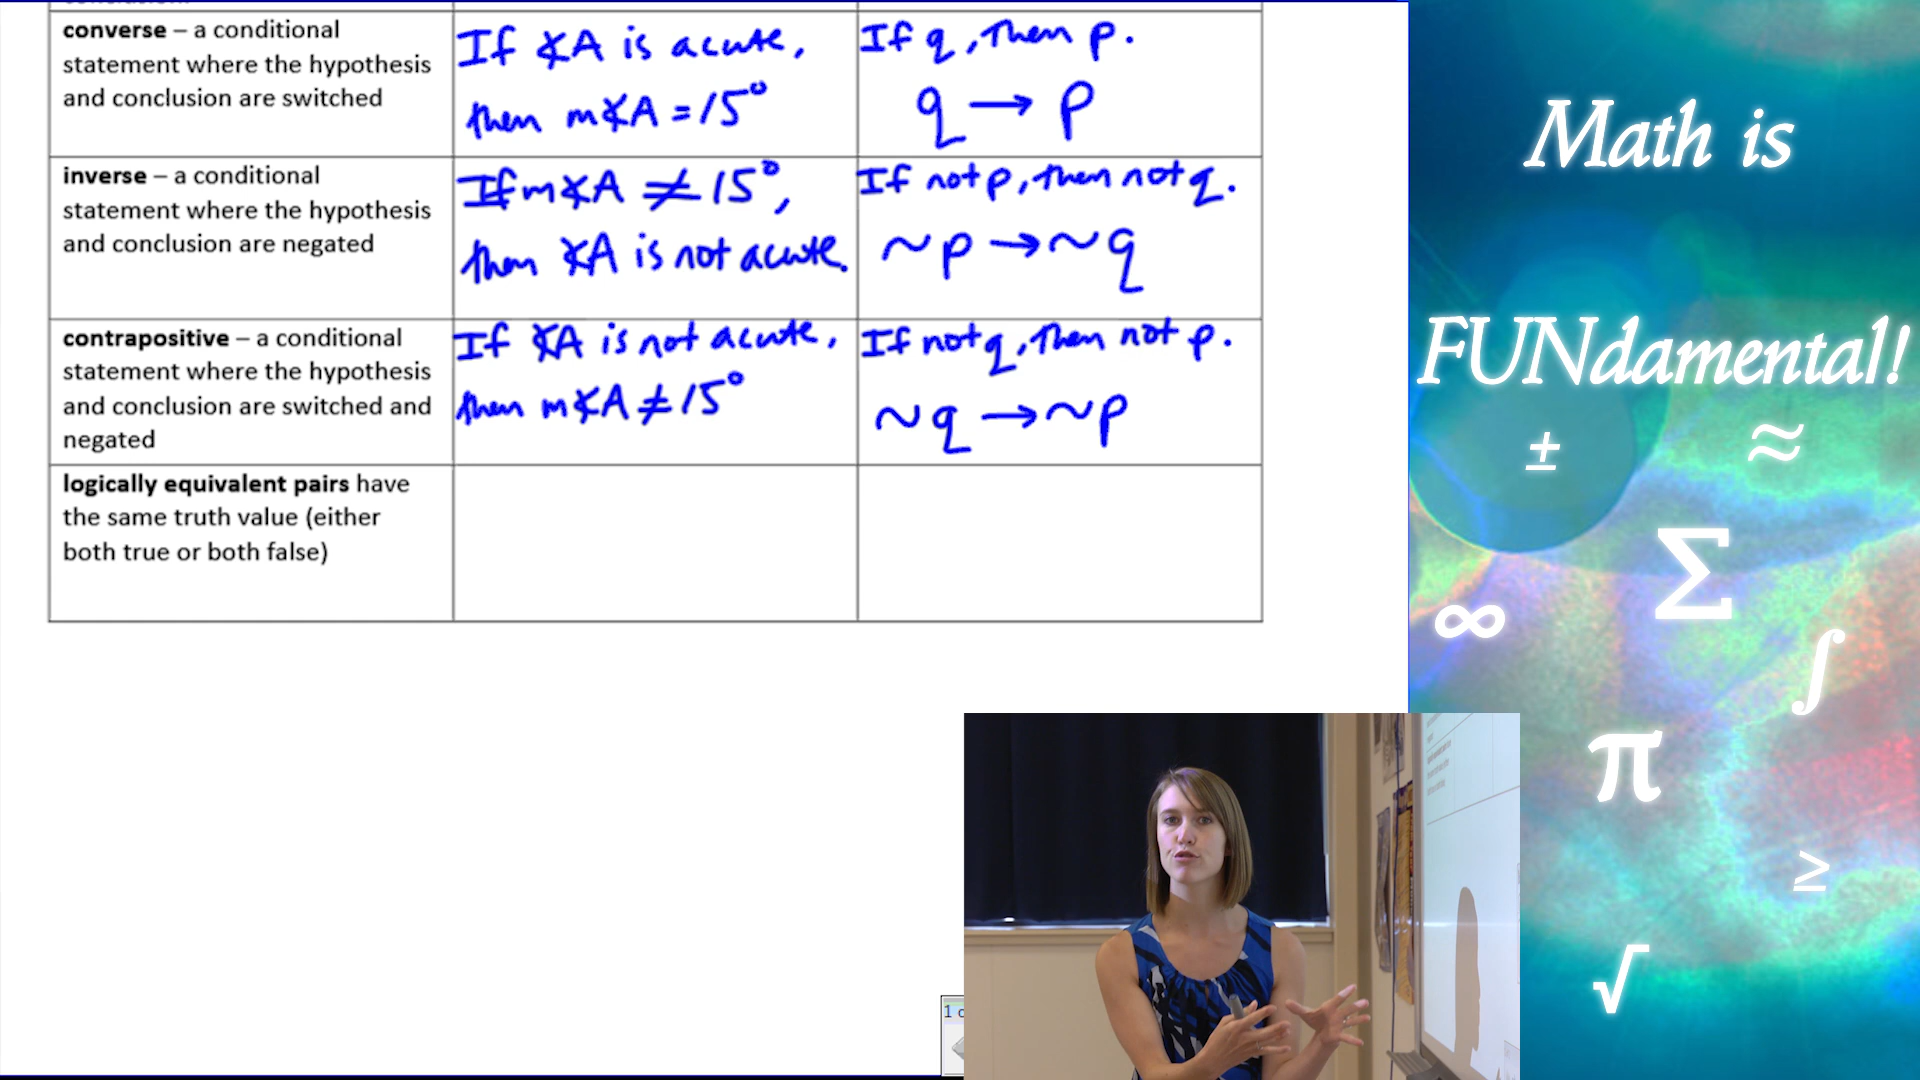 converse – a conditional
statement where the hypothesis
and conclusion are switched
If ∡A is acute,
then m∡A = 15°
If q, then p.
q → p
inverse – a conditional
statement where the hypothesis
and conclusion are negated
If m∡A ≠ 15°,
then ∡A is not acute.
If not p, then not q.
~p → ~q
contrapositive – a conditional
statement where the hypothesis
and conclusion are switched and
negated
If ∡A is not acute,
then m∡A ≠ 15°
If not q, then not p.
~q → ~p
logically equivalent pairs have
the same truth value (either
both true or both false)
Math is
FUNdamental!
± ≈
Σ
∞
∫
π
≥
√